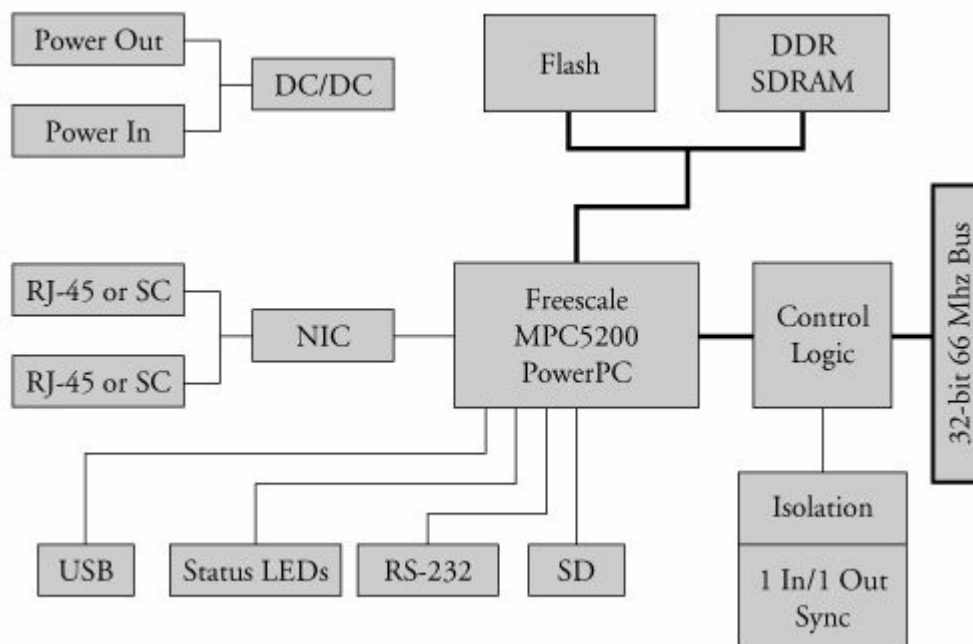 Power Out
DC/DC
Power In
Flash
DDR
SDRAM
RJ-45 or SC
NIC
RJ-45 or SC
Freescale
MPC5200
PowerPC
Control
Logic
32-bit 66 Mhz Bus
Isolation
1 In/1 Out
Sync
USB
Status LEDs
RS-232
SD